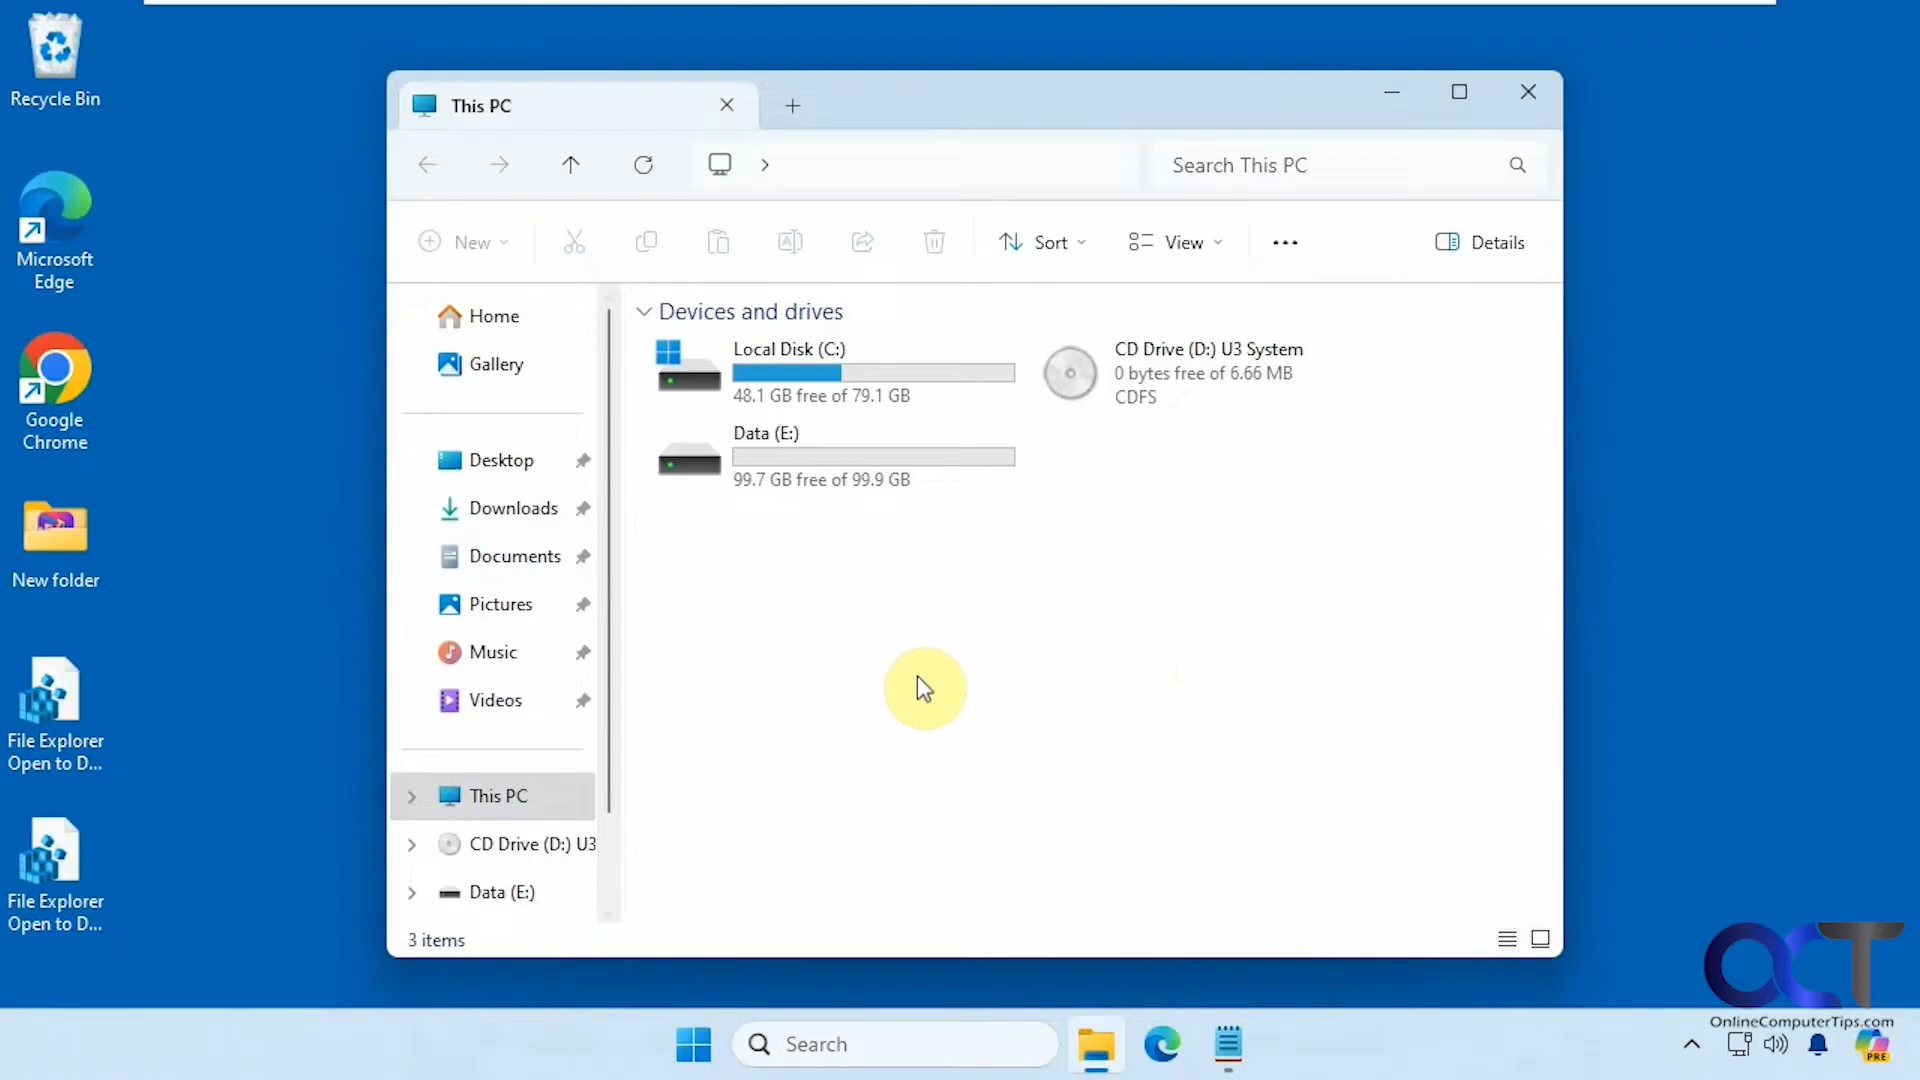 Recycle Bin
Microsoft
Edge
Google
Chrome
New folder
File Explorer
Open to D...
File Explorer
Open to D...
This PC
Search This PC
New
Sort
View
Details
Home
Gallery
Desktop
Downloads
Documents
Pictures
Music
Videos
This PC
CD Drive (D:) U3
Data (E:)
Devices and drives
Local Disk (C:)
48.1 GB free of 79.1 GB
CD Drive (D:) U3 System
0 bytes free of 6.66 MB
CDFS
Data (E:)
99.7 GB free of 99.9 GB
3 items
OCT
OnlineComputerTips.com
Search
PRE